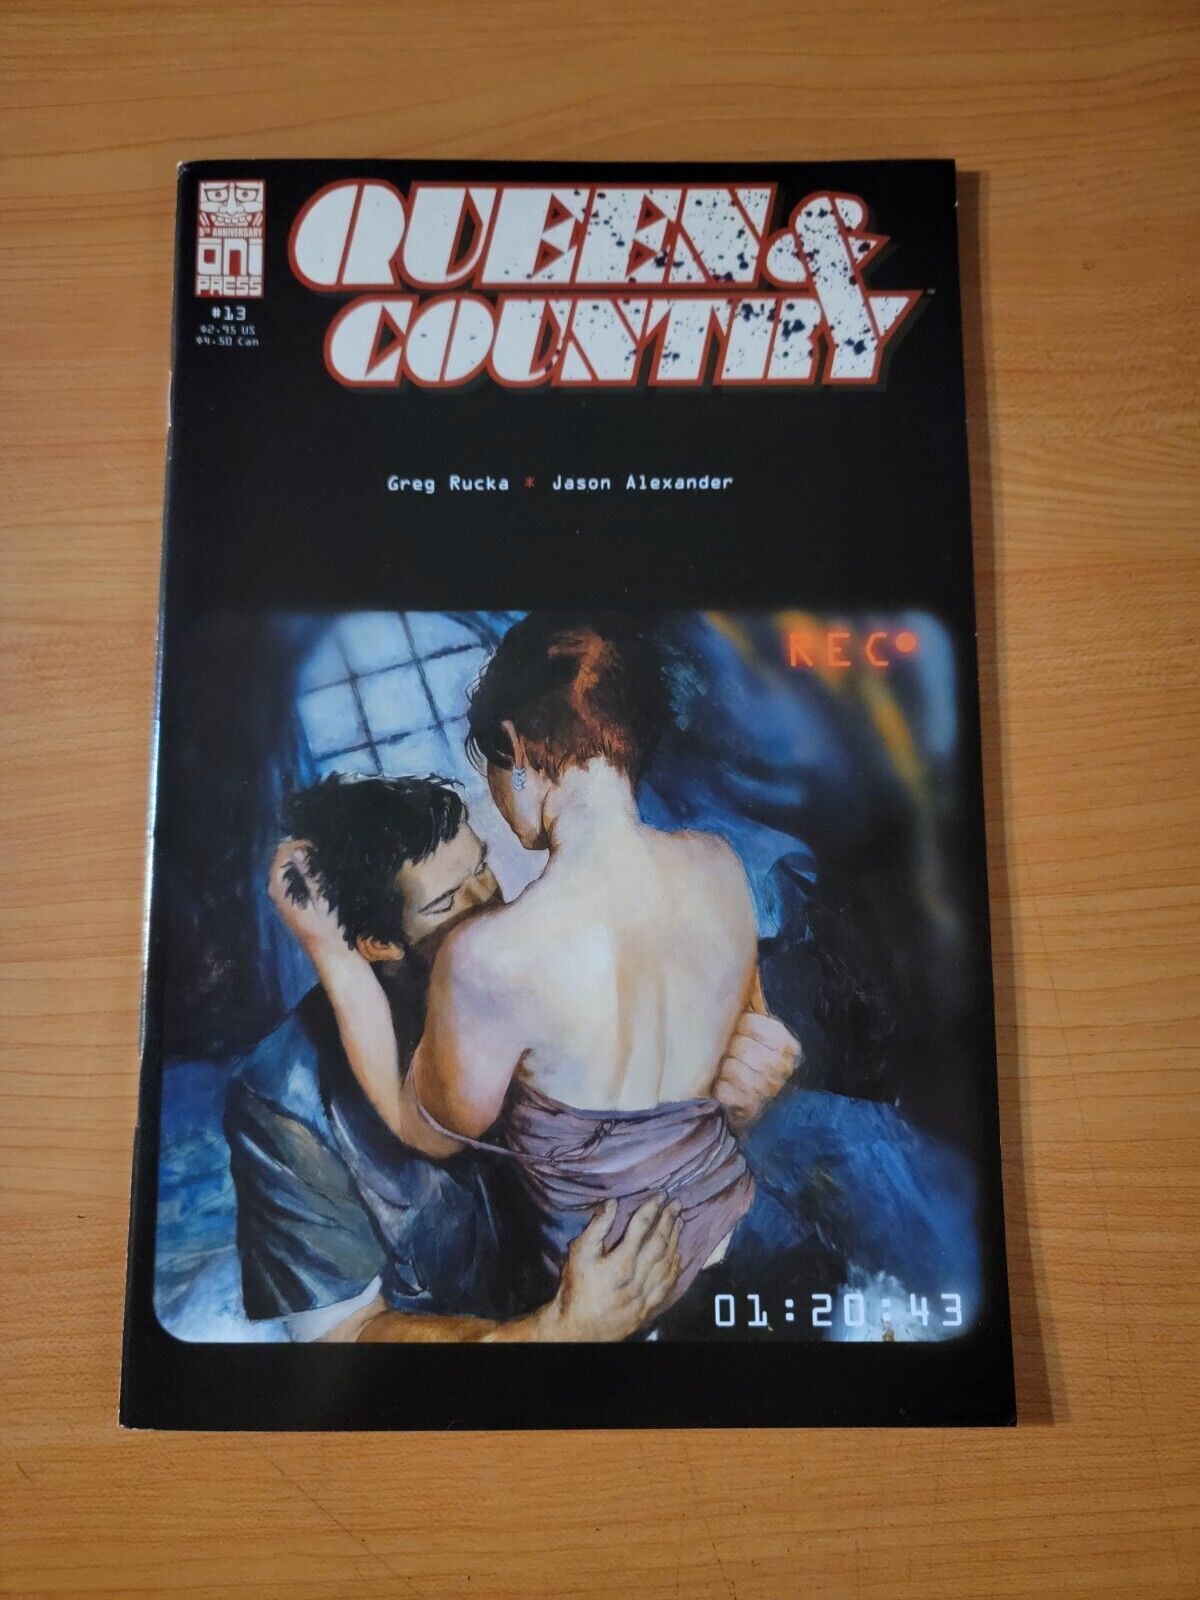 5TH ANNIVERSARY
ONI
PRESS
#13
$2.95 US
$4.50 Can
QUEEN &
COUNTRY
TM
Greg Rucka * Jason Alexander
REC
01:20:43